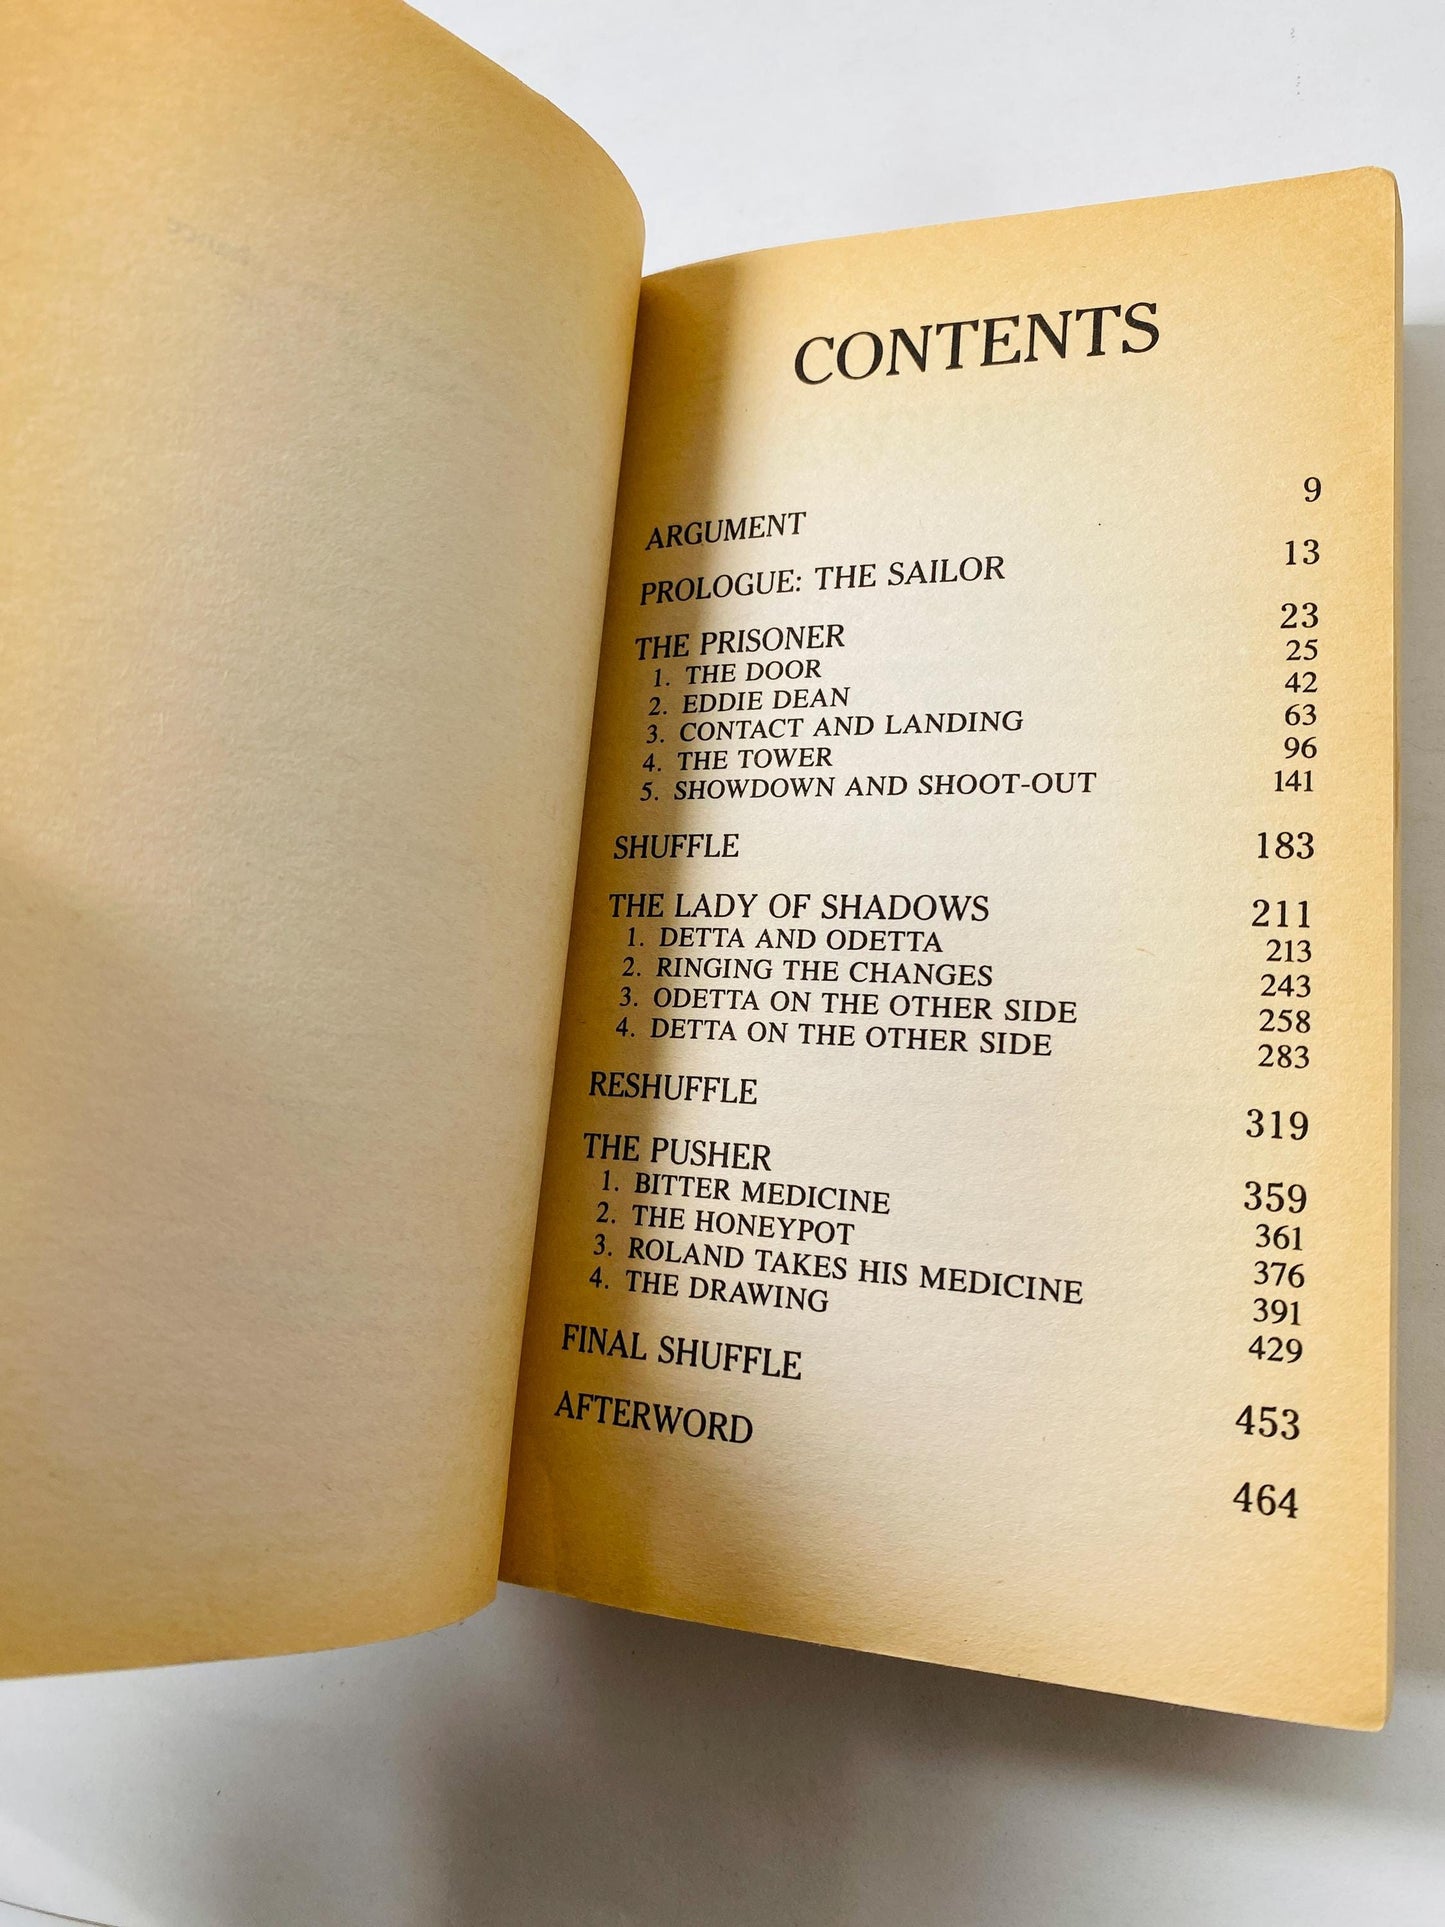 CONTENTS
ARGUMENT 9
PROLOGUE: THE SAILOR 13
THE PRISONER 23
1. THE DOOR 25
2. EDDIE DEAN 42
3. CONTACT AND LANDING 63
4. THE TOWER 96
5. SHOWDOWN AND SHOOT-OUT 141
SHUFFLE 183
THE LADY OF SHADOWS 211
1. DETTA AND ODETTA 213
2. RINGING THE CHANGES 243
3. ODETTA ON THE OTHER SIDE 258
4. DETTA ON THE OTHER SIDE 283
RESHUFFLE 319
THE PUSHER 359
1. BITTER MEDICINE 361
2. THE HONEYPOT 376
3. ROLAND TAKES HIS MEDICINE 391
4. THE DRAWING 429
FINAL SHUFFLE 453
AFTERWORD 464